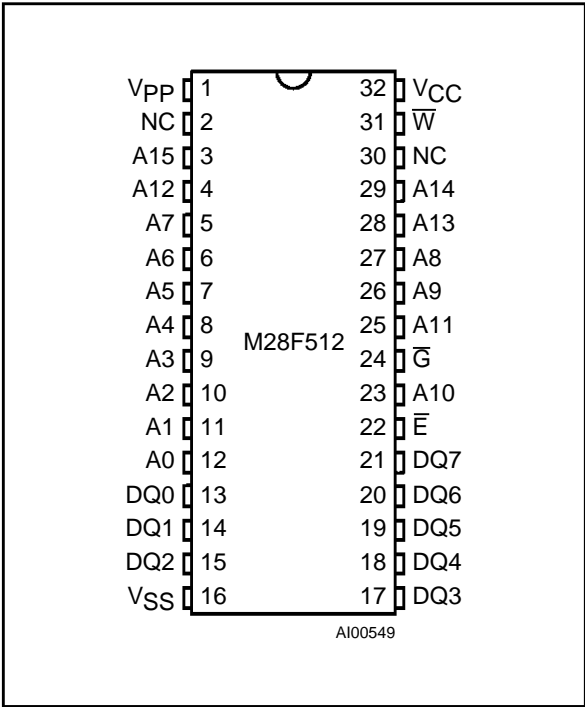 VPP 1 32 VCC
NC 2 31 W̅
A15 3 30 NC
A12 4 29 A14
A7 5 28 A13
A6 6 27 A8
A5 7 26 A9
A4 8 25 A11
M28F512
A3 9 24 G̅
A2 10 23 A10
A1 11 22 E̅
A0 12 21 DQ7
DQ0 13 20 DQ6
DQ1 14 19 DQ5
DQ2 15 18 DQ4
VSS 16 17 DQ3
AI00549